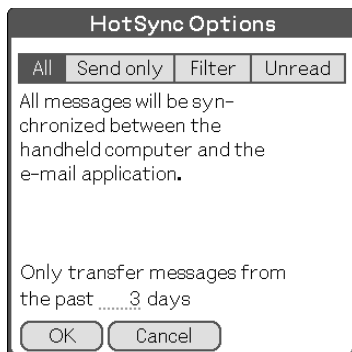 HotSync Options
All Send only Filter Unread
All messages will be syn-
chronized between the
handheld computer and the
e-mail application.
Only transfer messages from
the past ......3 days
OK Cancel